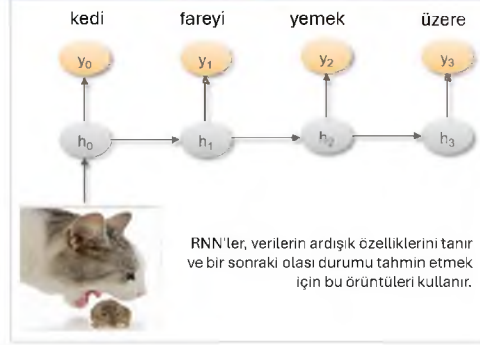 kedi fareyi yemek üzere
y0 y1 y2 y3
h0 h1 h2 h3
RNN'ler, verilerin ardışık özelliklerini tanır
ve bir sonraki olası durumu tahmin etmek
için bu örüntüleri kullanır.